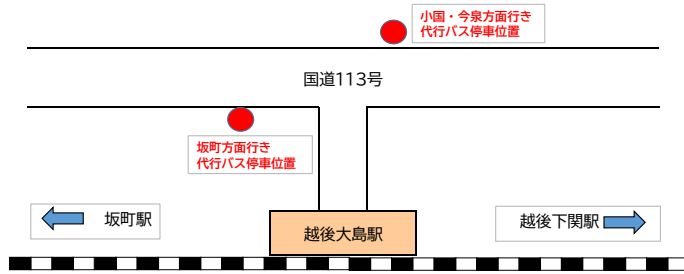 小国・今泉方面行き
代行バス停車位置
国道113号
坂町方面行き
代行バス停車位置
坂町駅
越後大島駅
越後下関駅